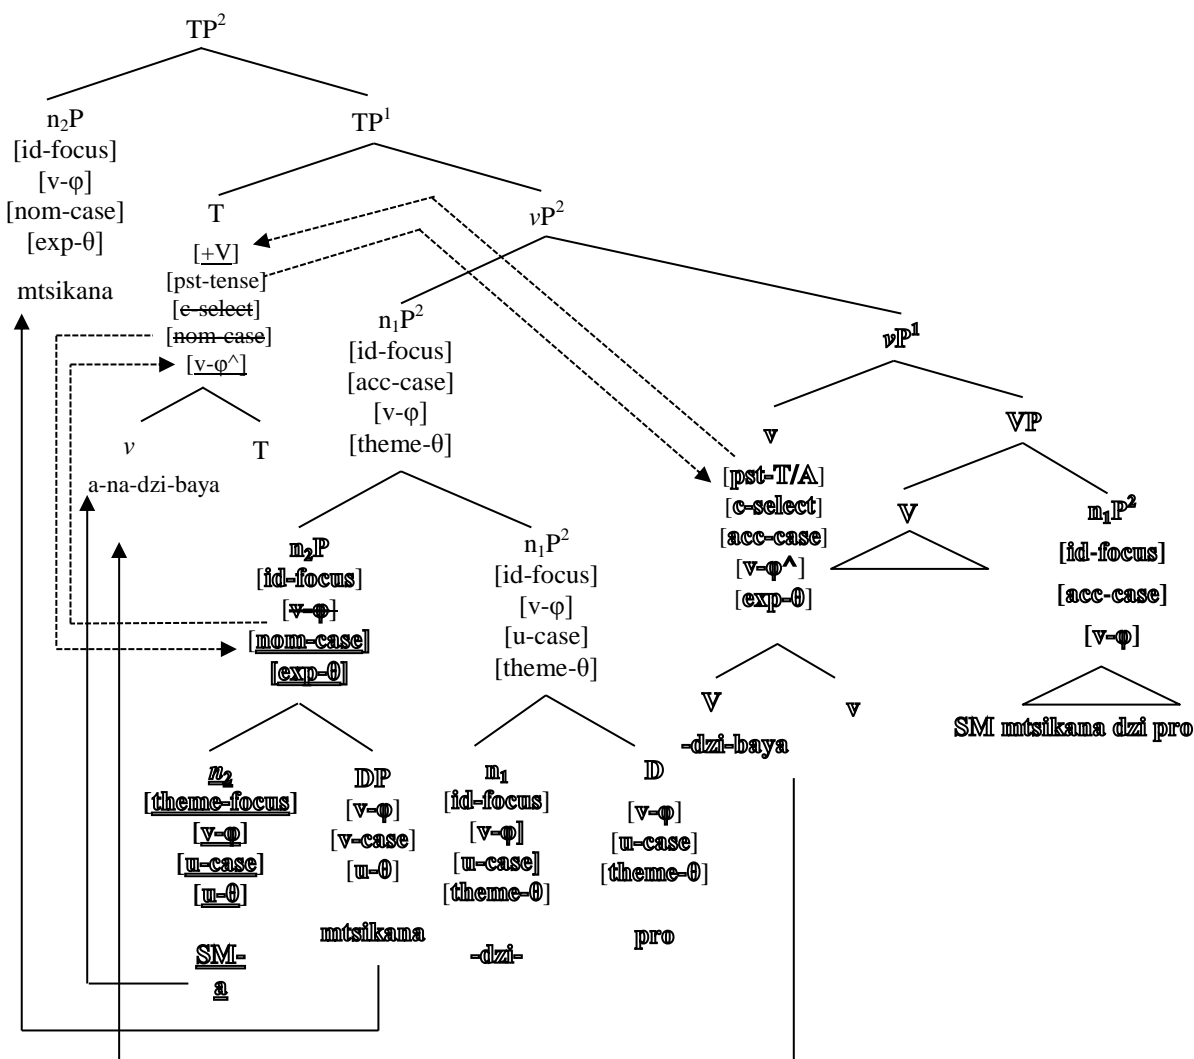 TP²
n₂P
[id-focus]
[v-φ]
[nom-case]
[exp-θ]
mtsikana
TP¹
T
[+V]
[pst-tense]
[c-select]
[nom-case]
[v-φ^]
v
T
a-na-dzi-baya
vP²
n₁P²
[id-focus]
[acc-case]
[v-φ]
[theme-θ]
n₂P
[id-focus]
[v-φ]
[nom-case]
[exp-θ]
n₂
[theme-focus]
[v-φ]
[u-case]
[u-θ]
SM-
a
DP
[v-φ]
[v-case]
[u-θ]
mtsikana
n₁P²
[id-focus]
[v-φ]
[u-case]
[theme-θ]
n₁
[id-focus]
[v-φ]
[u-case]
[theme-θ]
-dzi-
D
[v-φ]
[u-case]
[theme-θ]
pro
vP¹
v
[pst-T/A]
[c-select]
[acc-case]
[v-φ^]
[exp-θ]
V
v
-dzi-baya
VP
V
n₁P²
[id-focus]
[acc-case]
[v-φ]
SM mtsikana dzi pro